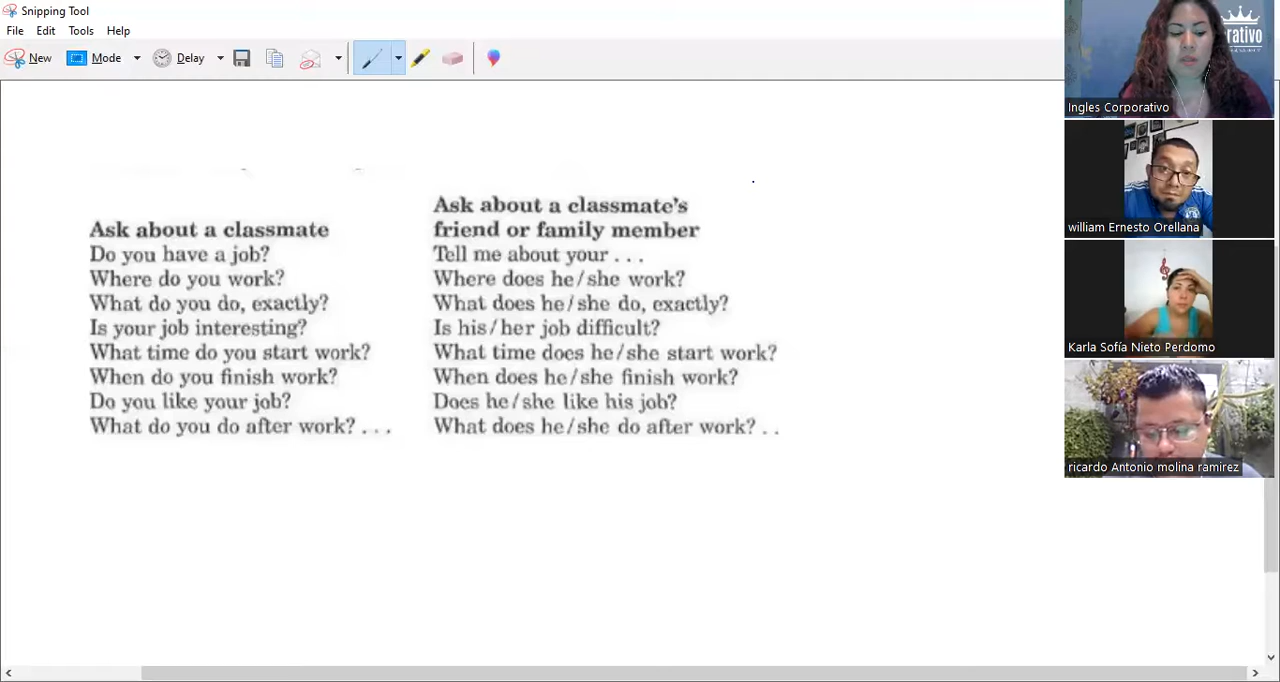 Snipping Tool
File Edit Tools Help
New Mode Delay
Ask about a classmate
Do you have a job?
Where do you work?
What do you do, exactly?
Is your job interesting?
What time do you start work?
When do you finish work?
Do you like your job?
What do you do after work? . . .
Ask about a classmate's
friend or family member
Tell me about your . . .
Where does he/she work?
What does he/she do, exactly?
Is his/her job difficult?
What time does he/she start work?
When does he/she finish work?
Does he/she like his job?
What does he/she do after work? . .
rativo
Ingles Corporativo
william Ernesto Orellana
Karla Sofía Nieto Perdomo
ricardo Antonio molina ramirez